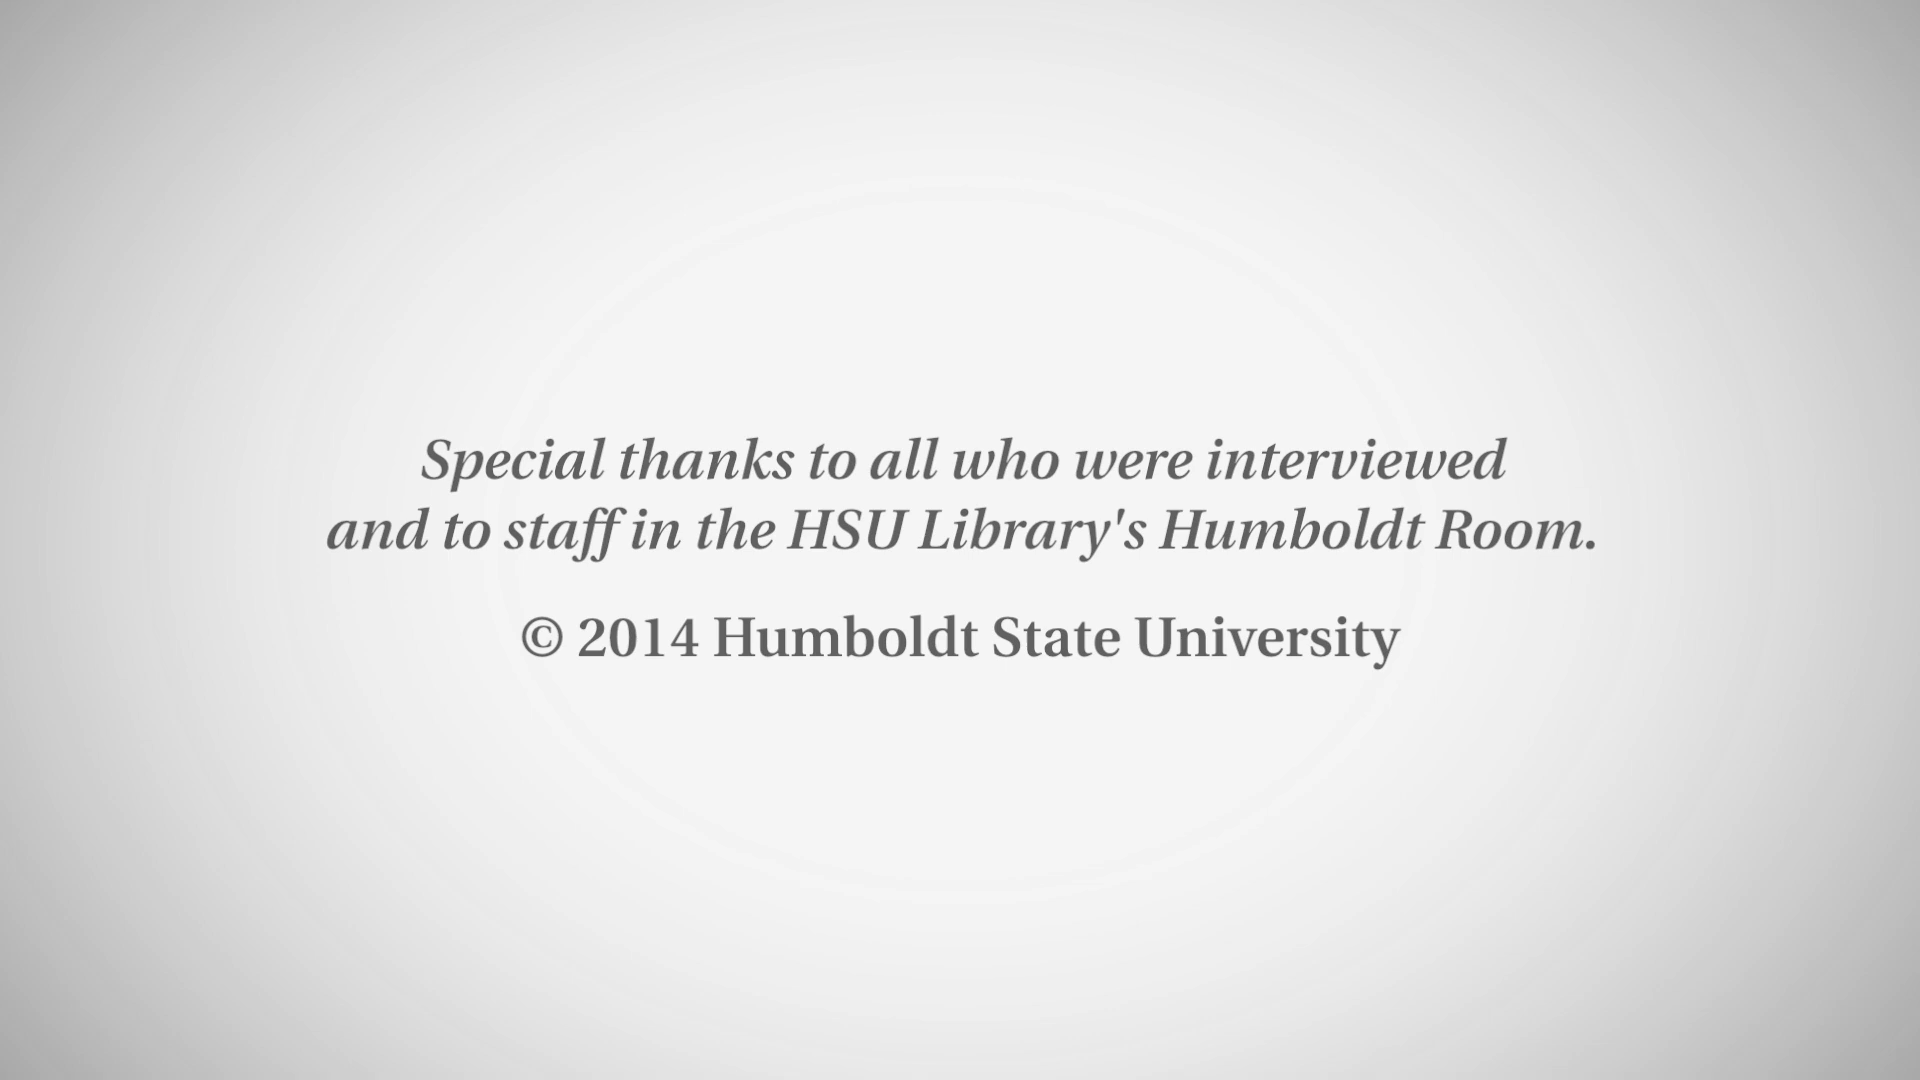 Special thanks to all who were interviewed
and to staff in the HSU Library's Humboldt Room.
© 2014 Humboldt State University